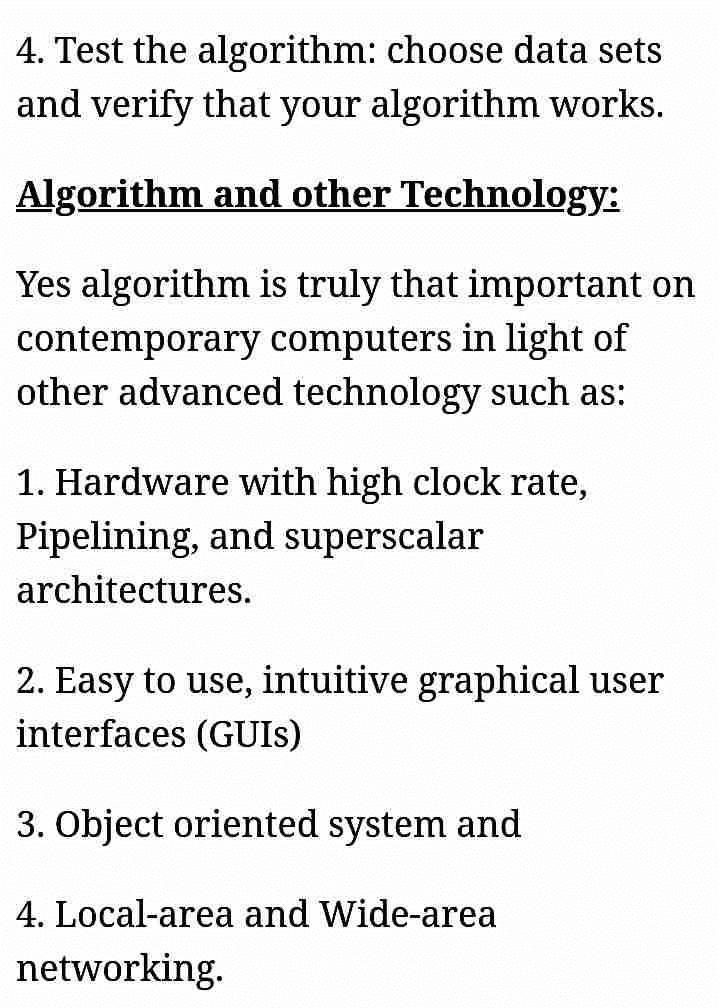 4. Test the algorithm: choose data sets
and verify that your algorithm works.
Algorithm and other Technology:
Yes algorithm is truly that important on
contemporary computers in light of
other advanced technology such as:
1. Hardware with high clock rate,
Pipelining, and superscalar
architectures.
2. Easy to use, intuitive graphical user
interfaces (GUIs)
3. Object oriented system and
4. Local-area and Wide-area
networking.